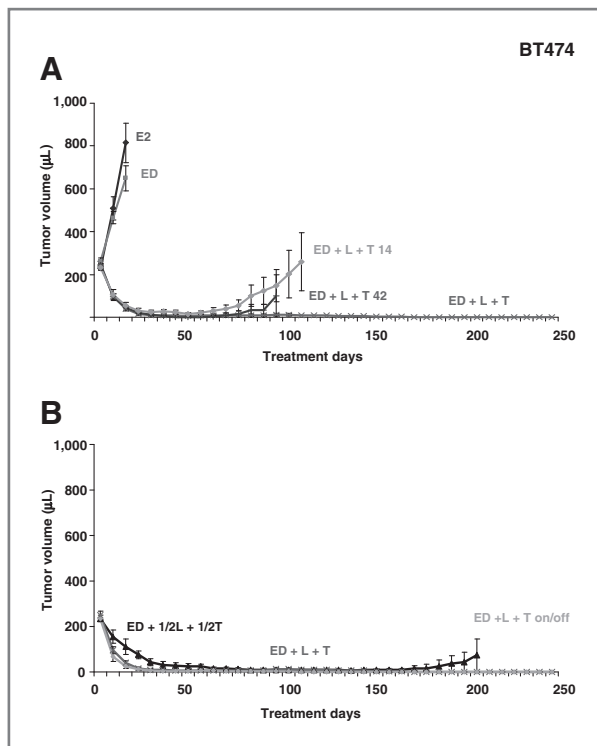 BT474
A
1,000
800
600
400
200
Tumor volume (µL)
E2
ED
ED + L + T 14
ED + L + T 42
ED + L + T
0 50 100 150 200 250
Treatment days
B
1,000
800
600
400
200
0
Tumor volume (µL)
ED + 1/2L + 1/2T
ED + L + T
ED +L + T on/off
0 50 100 150 200 250
Treatment days